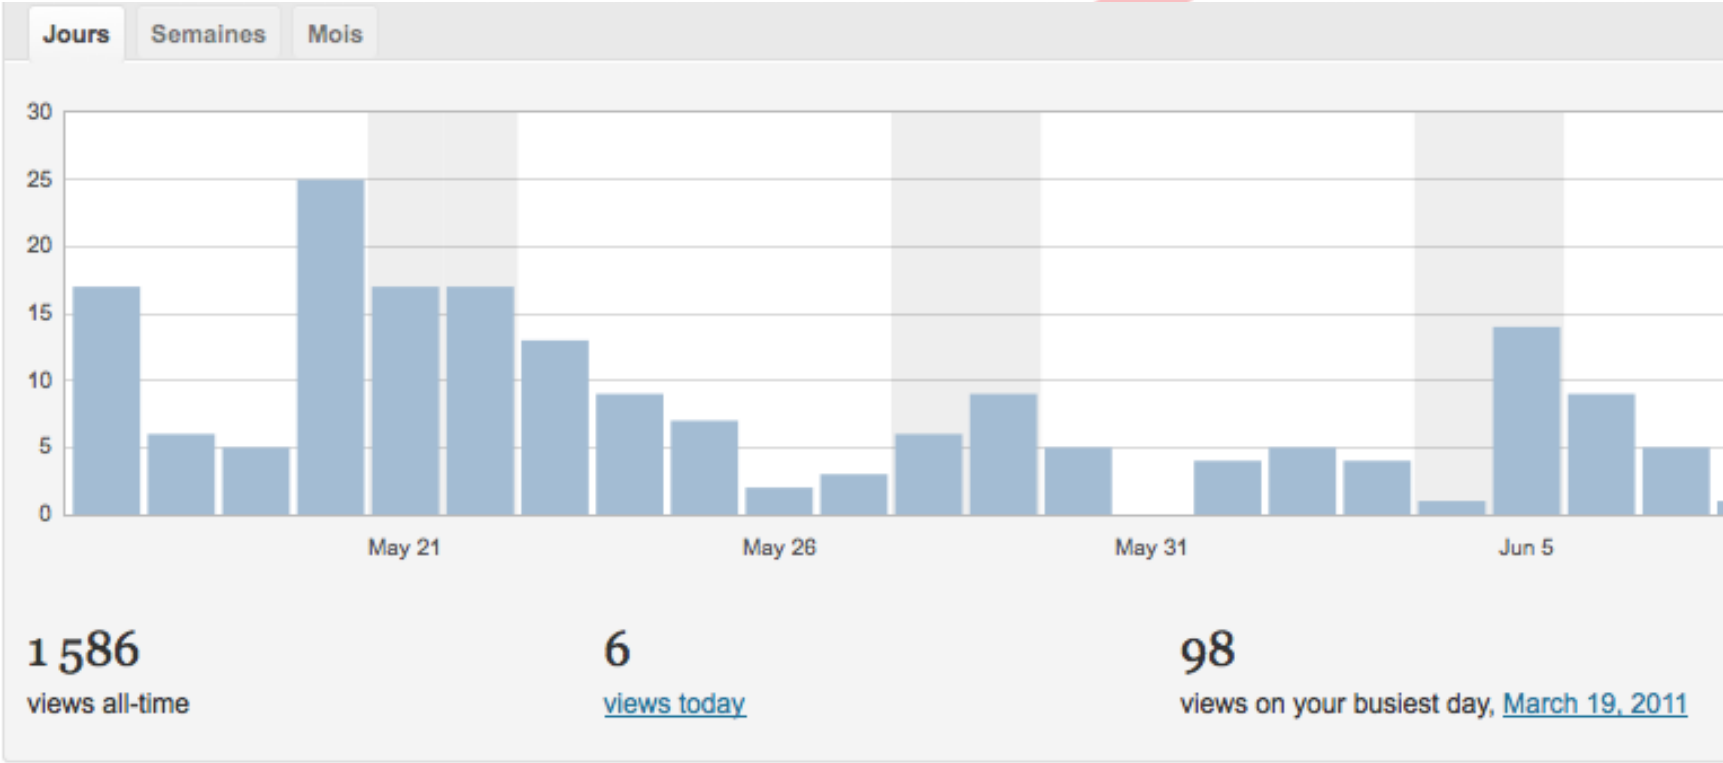 Jours Semaines Mois
30
25
20
15
10
5
0
May 21 May 26 May 31 Jun 5
1 586 6 98
views all-time views today views on your busiest day, March 19, 2011